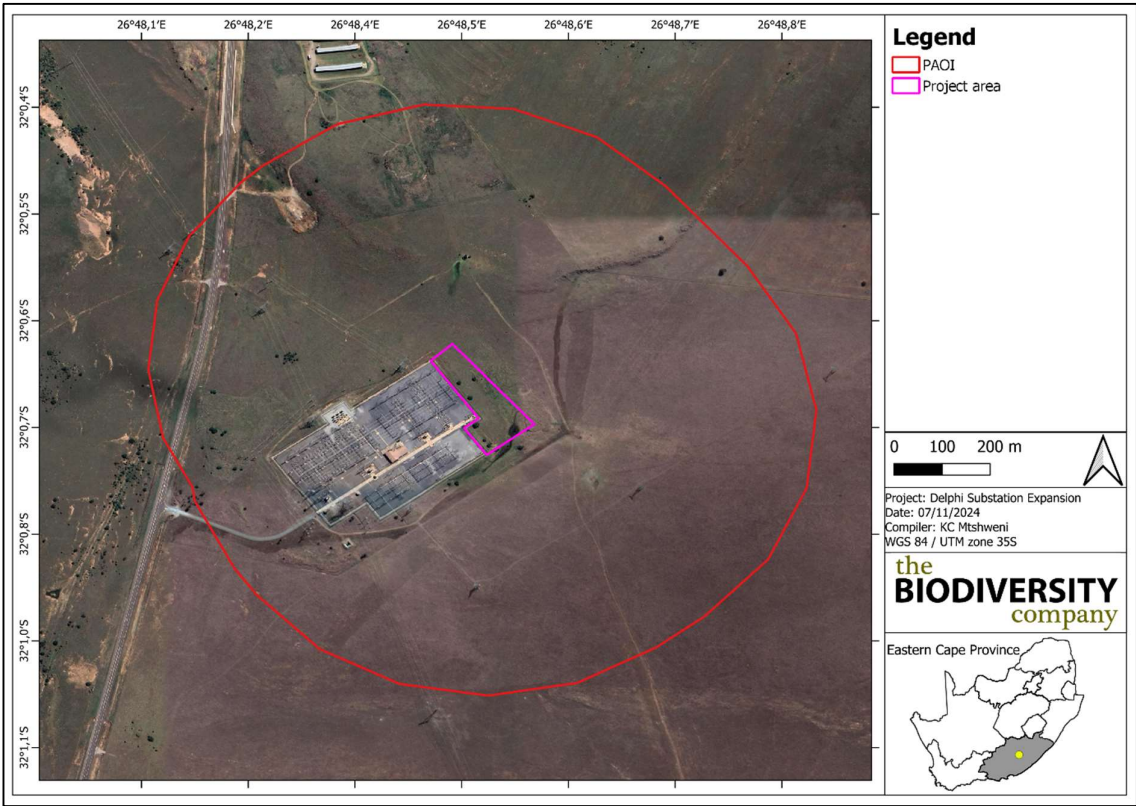 26°48,1'E 26°48,2'E 26°48,4'E 26°48,5'E 26°48,6'E 26°48,7'E 26°48,8'E
32°0,4'S
32°0,5'S
32°0,6'S
32°0,7'S
32°0,8'S
32°1,0'S
32°1,1'S
Legend
PAOI
Project area
0 100 200 m
Project: Delphi Substation Expansion
Date: 07/11/2024
Compiler: KC Mtshweni
WGS 84 / UTM zone 35S
the
BIODIVERSITY
company
Eastern Cape Province